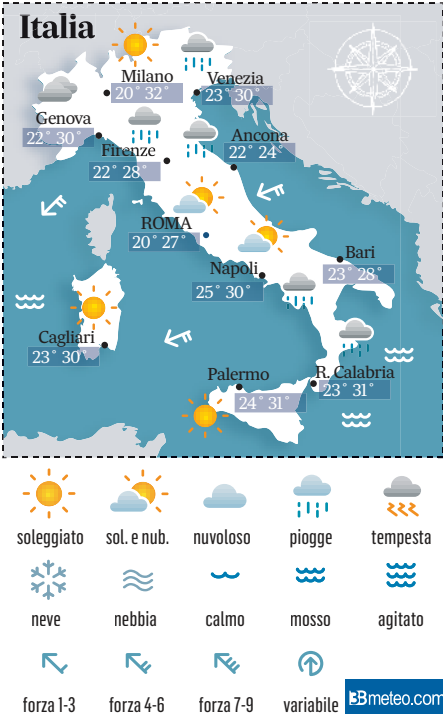 Italia
Milano
20° 32°
Venezia
23° 30°
Genova
22° 30°
Firenze
22° 28°
Ancona
22° 24°
ROMA
20° 27°
Napoli
25° 30°
Bari
23° 28°
Cagliari
23° 30°
Palermo
24° 31°
R. Calabria
23° 31°
soleggiato sol. e nub. nuvoloso piogge tempesta
neve nebbia calmo mosso agitato
forza 1-3 forza 4-6 forza 7-9 variabile
3Bmeteo.com